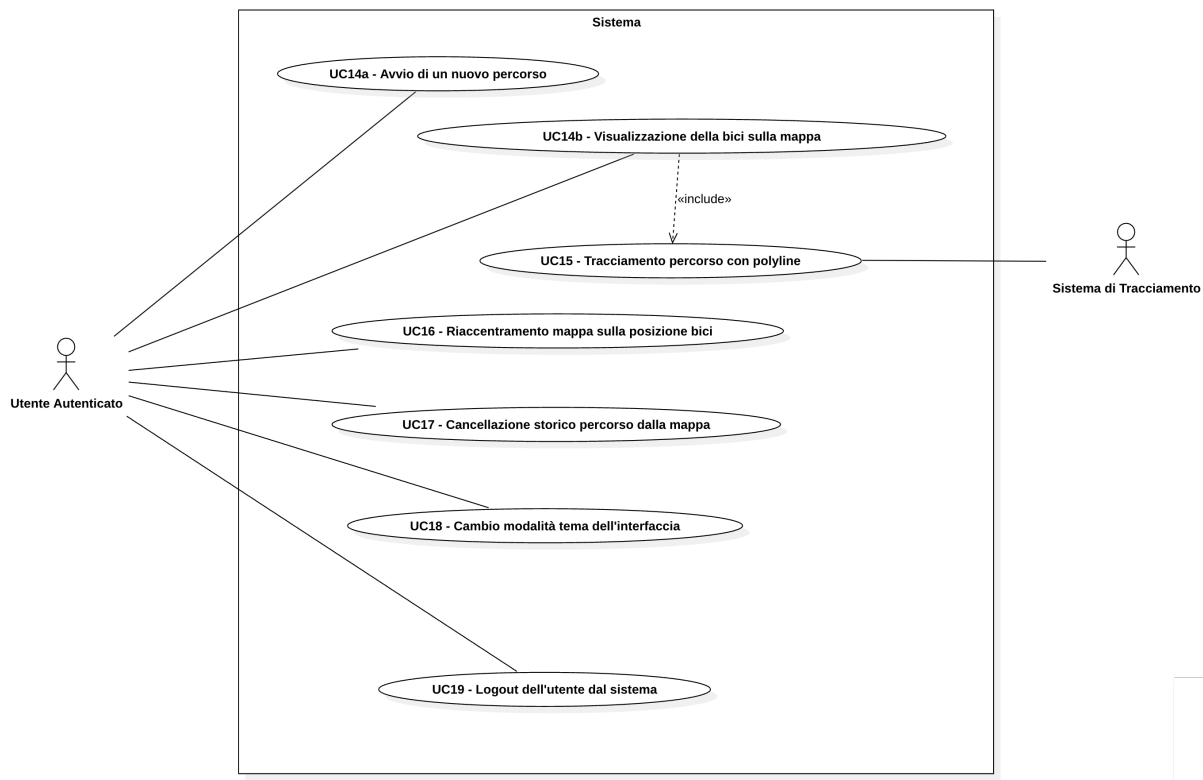 Sistema
UC14a - Avvio di un nuovo percorso
UC14b - Visualizzazione della bici sulla mappa
«include»
UC15 - Tracciamento percorso con polyline
Sistema di Tracciamento
UC16 - Riaccentramento mappa sulla posizione bici
Utente Autenticato
UC17 - Cancellazione storico percorso dalla mappa
UC18 - Cambio modalità tema dell'interfaccia
UC19 - Logout dell'utente dal sistema